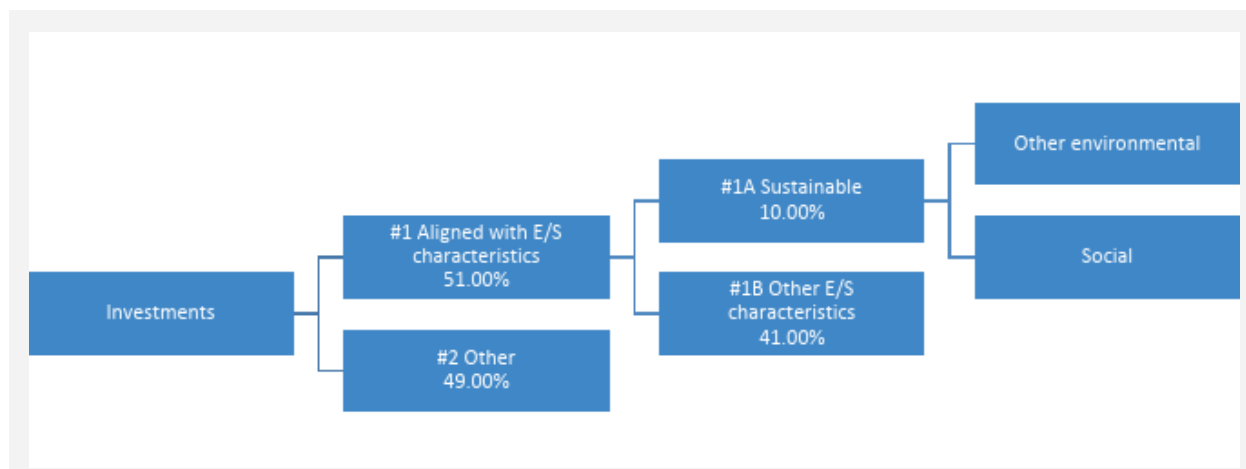 Investments
#1 Aligned with E/S
characteristics
51.00%
#2 Other
49.00%
#1A Sustainable
10.00%
#1B Other E/S
characteristics
41.00%
Other environmental
Social